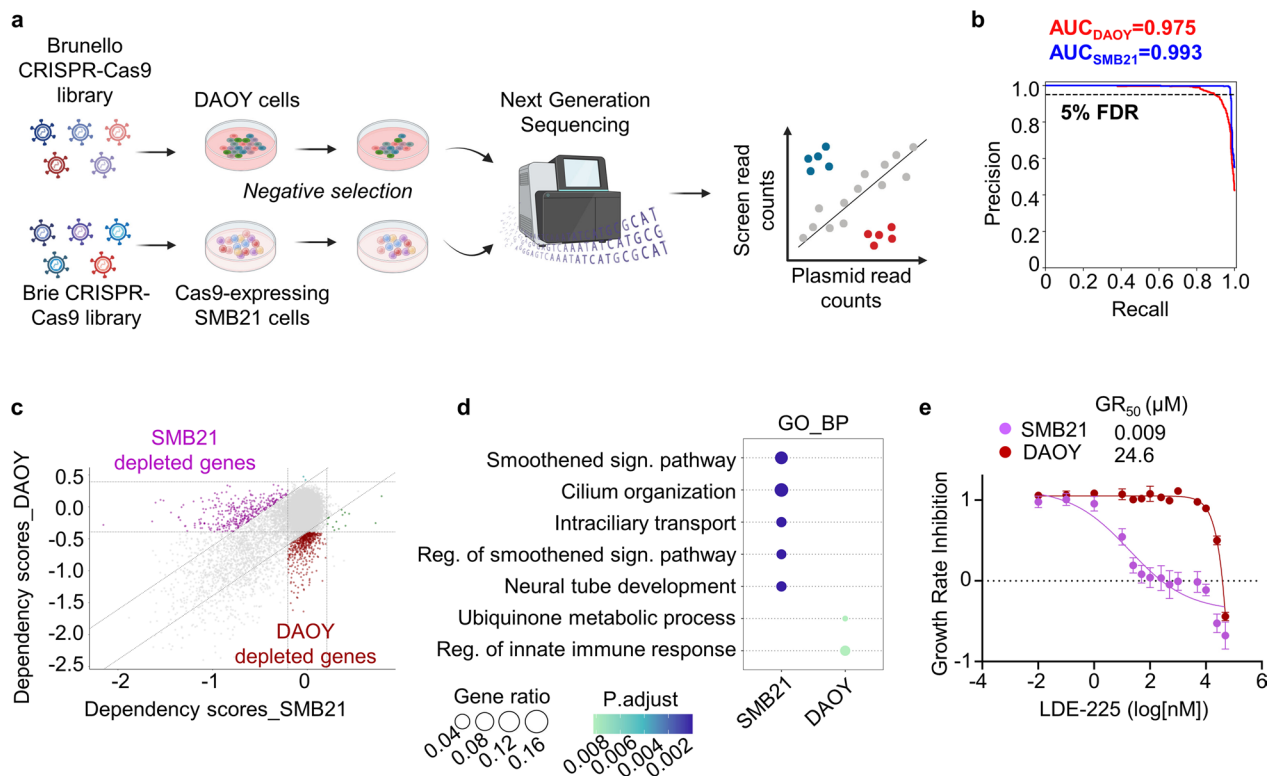 a
Brunello
CRISPR-Cas9
library
DAOY cells
Next Generation
Sequencing
Negative selection
Brie CRISPR-
Cas9 library
Cas9-expressing
SMB21 cells
Screen read
counts
Plasmid read
counts
b
AUC_DAOY=0.975
AUC_SMB21=0.993
5% FDR
Precision
1.0
0.8
0.6
0.4
0.2
0
0 0.2 0.4 0.6 0.8 1.0
Recall
c
SMB21
depleted genes
Dependency scores_DAOY
0.5
0.0
-0.5
-1.0
-1.5
-2.0
-2.5
DAOY
depleted genes
-2 -1 0
Dependency scores_SMB21
d
GO_BP
Smoothened sign. pathway
Cilium organization
Intraciliary transport
Reg. of smoothened sign. pathway
Neural tube development
Ubiquinone metabolic process
Reg. of innate immune response
SMB21
DAOY
Gene ratio
0.04 0.08 0.12 0.16
P.adjust
0.008 0.006 0.004 0.002
e
GR50 (µM)
SMB21 0.009
DAOY 24.6
Growth Rate Inhibition
1
0
-1
-4 -2 0 2 4 6
LDE-225 (log[nM])